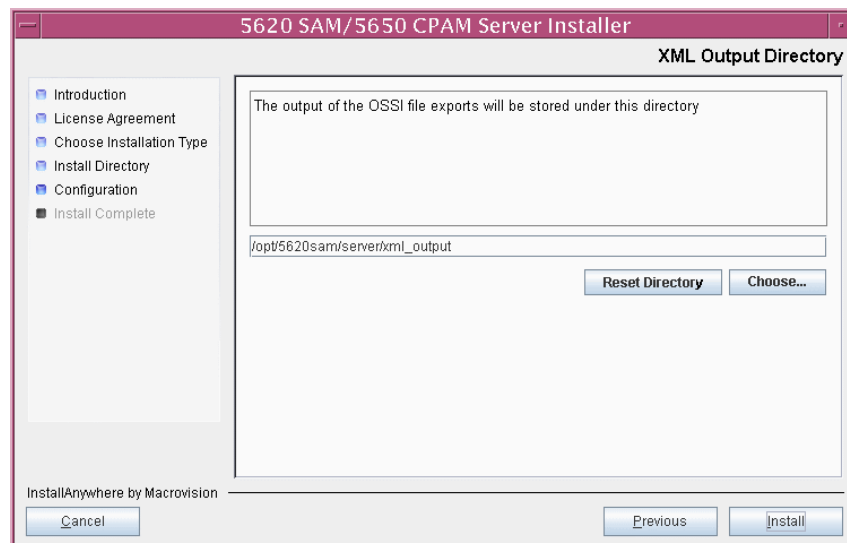 5620 SAM/5650 CPAM Server Installer
XML Output Directory
Introduction
License Agreement
Choose Installation Type
Install Directory
Configuration
Install Complete
The output of the OSSI file exports will be stored under this directory
/opt/5620sam/server/xml_output
Reset Directory
Choose...
InstallAnywhere by Macrovision
Cancel
Previous
Install